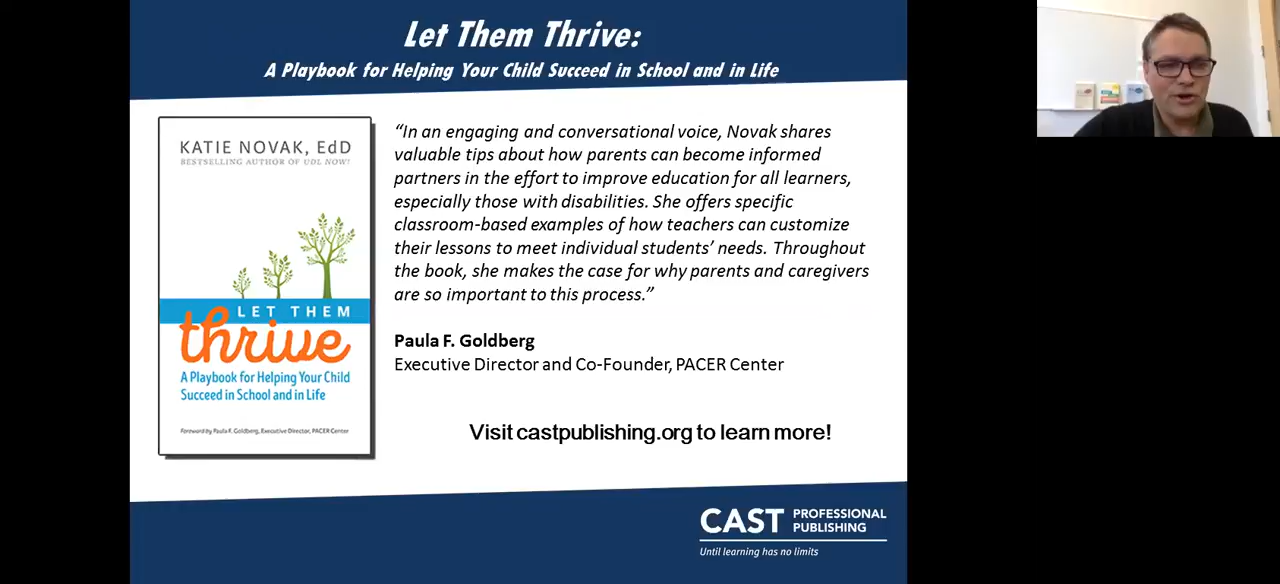 Let Them Thrive:
A Playbook for Helping Your Child Succeed in School and in Life
KATIE NOVAK, EdD
BESTSELLING AUTHOR OF UDL NOW!
LET THEM
thrive
A Playbook for Helping Your Child
Succeed in School and in Life
Foreword by Paula F. Goldberg, Executive Director, PACER Center
“In an engaging and conversational voice, Novak shares
valuable tips about how parents can become informed
partners in the effort to improve education for all learners,
especially those with disabilities. She offers specific
classroom-based examples of how teachers can customize
their lessons to meet individual students’ needs. Throughout
the book, she makes the case for why parents and caregivers
are so important to this process.”
Paula F. Goldberg
Executive Director and Co-Founder, PACER Center
Visit castpublishing.org to learn more!
CAST PROFESSIONAL
PUBLISHING
Until learning has no limits